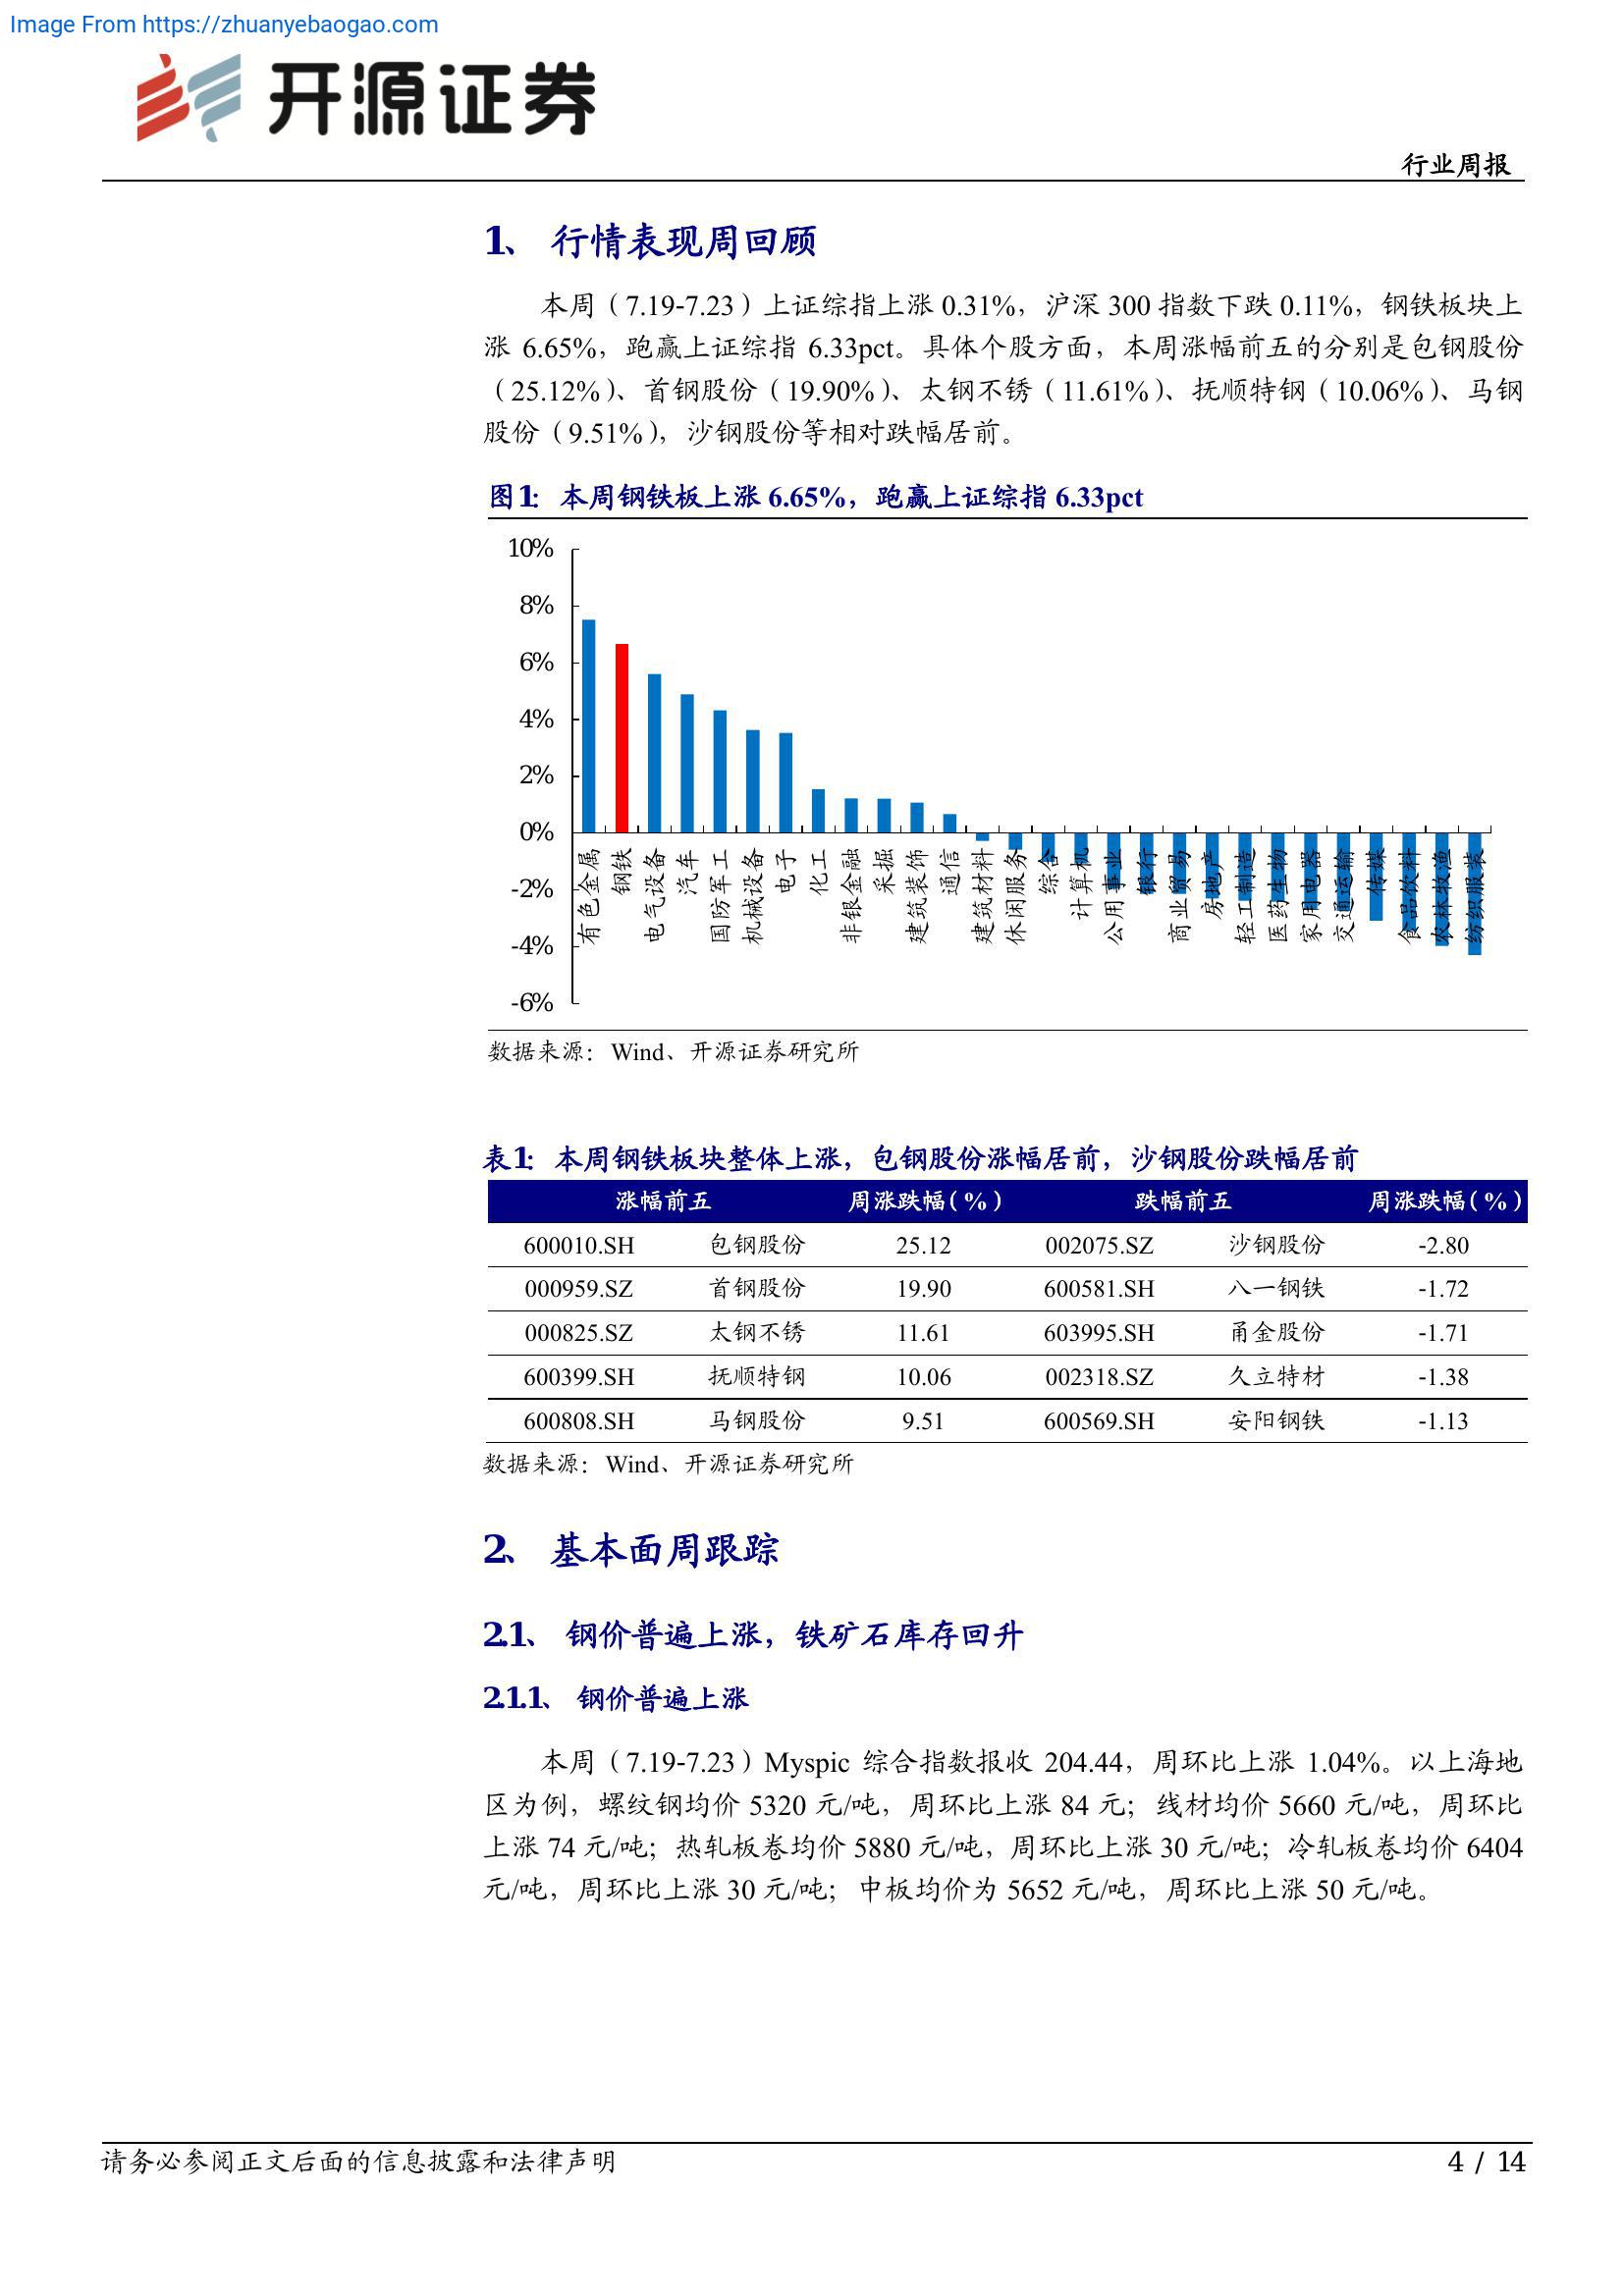 Image From https://zhuanyebaogao.com
开源证券
行业周报
1、 行情表现周回顾
本周（7.19-7.23）上证综指上涨 0.31%，沪深 300 指数下跌 0.11%，钢铁板块上
涨 6.65%，跑赢上证综指 6.33pct。具体个股方面，本周涨幅前五的分别是包钢股份
（25.12%）、首钢股份（19.90%）、太钢不锈（11.61%）、抚顺特钢（10.06%）、马钢
股份（9.51%），沙钢股份等相对跌幅居前。
图1：本周钢铁板上涨 6.65%，跑赢上证综指 6.33pct
10%
8%
6%
4%
2%
0%
-2%
-4%
-6%
有色金属
钢铁
电气设备
汽车
国防军工
机械设备
电子
化工
非银金融
采掘
建筑装饰
通信
建筑材料
休闲服务
综合
计算机
公用事业
银行
商业贸易
房地产
轻工制造
医药生物
家用电器
交通运输
传媒
食品饮料
农林牧渔
纺织服装
数据来源：Wind、开源证券研究所
表1：本周钢铁板块整体上涨，包钢股份涨幅居前，沙钢股份跌幅居前
涨幅前五 周涨跌幅（%） 跌幅前五 周涨跌幅（%）
600010.SH 包钢股份 25.12 002075.SZ 沙钢股份 -2.80
000959.SZ 首钢股份 19.90 600581.SH 八一钢铁 -1.72
000825.SZ 太钢不锈 11.61 603995.SH 甬金股份 -1.71
600399.SH 抚顺特钢 10.06 002318.SZ 久立特材 -1.38
600808.SH 马钢股份 9.51 600569.SH 安阳钢铁 -1.13
数据来源：Wind、开源证券研究所
2、 基本面周跟踪
2.1、 钢价普遍上涨，铁矿石库存回升
2.1.1、 钢价普遍上涨
本周（7.19-7.23）Myspic 综合指数报收 204.44，周环比上涨 1.04%。以上海地
区为例，螺纹钢均价 5320 元/吨，周环比上涨 84 元；线材均价 5660 元/吨，周环比
上涨 74 元/吨；热轧板卷均价 5880 元/吨，周环比上涨 30 元/吨；冷轧板卷均价 6404
元/吨，周环比上涨 30 元/吨；中板均价为 5652 元/吨，周环比上涨 50 元/吨。
请务必参阅正文后面的信息披露和法律声明
4 / 14